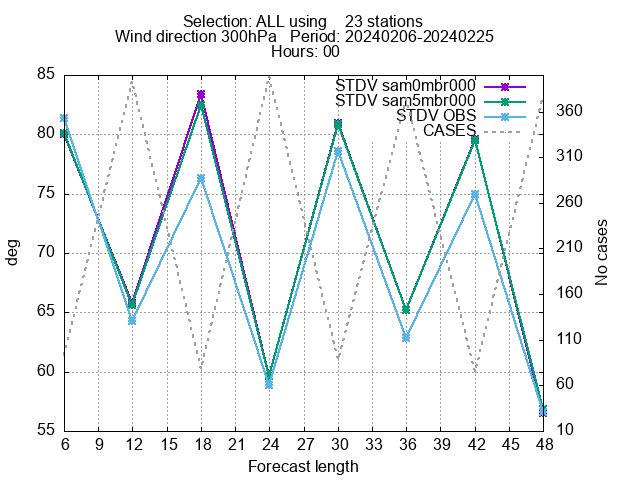 Selection: ALL using    23 stations
Wind direction 300hPa   Period: 20240206-20240225
Hours: 00
STDV sam0mbr000
STDV sam5mbr000
STDV OBS
CASES
85
80
75
70
65
60
55
deg
360
310
260
210
160
110
60
10
No cases
6 9 12 15 18 21 24 27 30 33 36 39 42 45 48
Forecast length